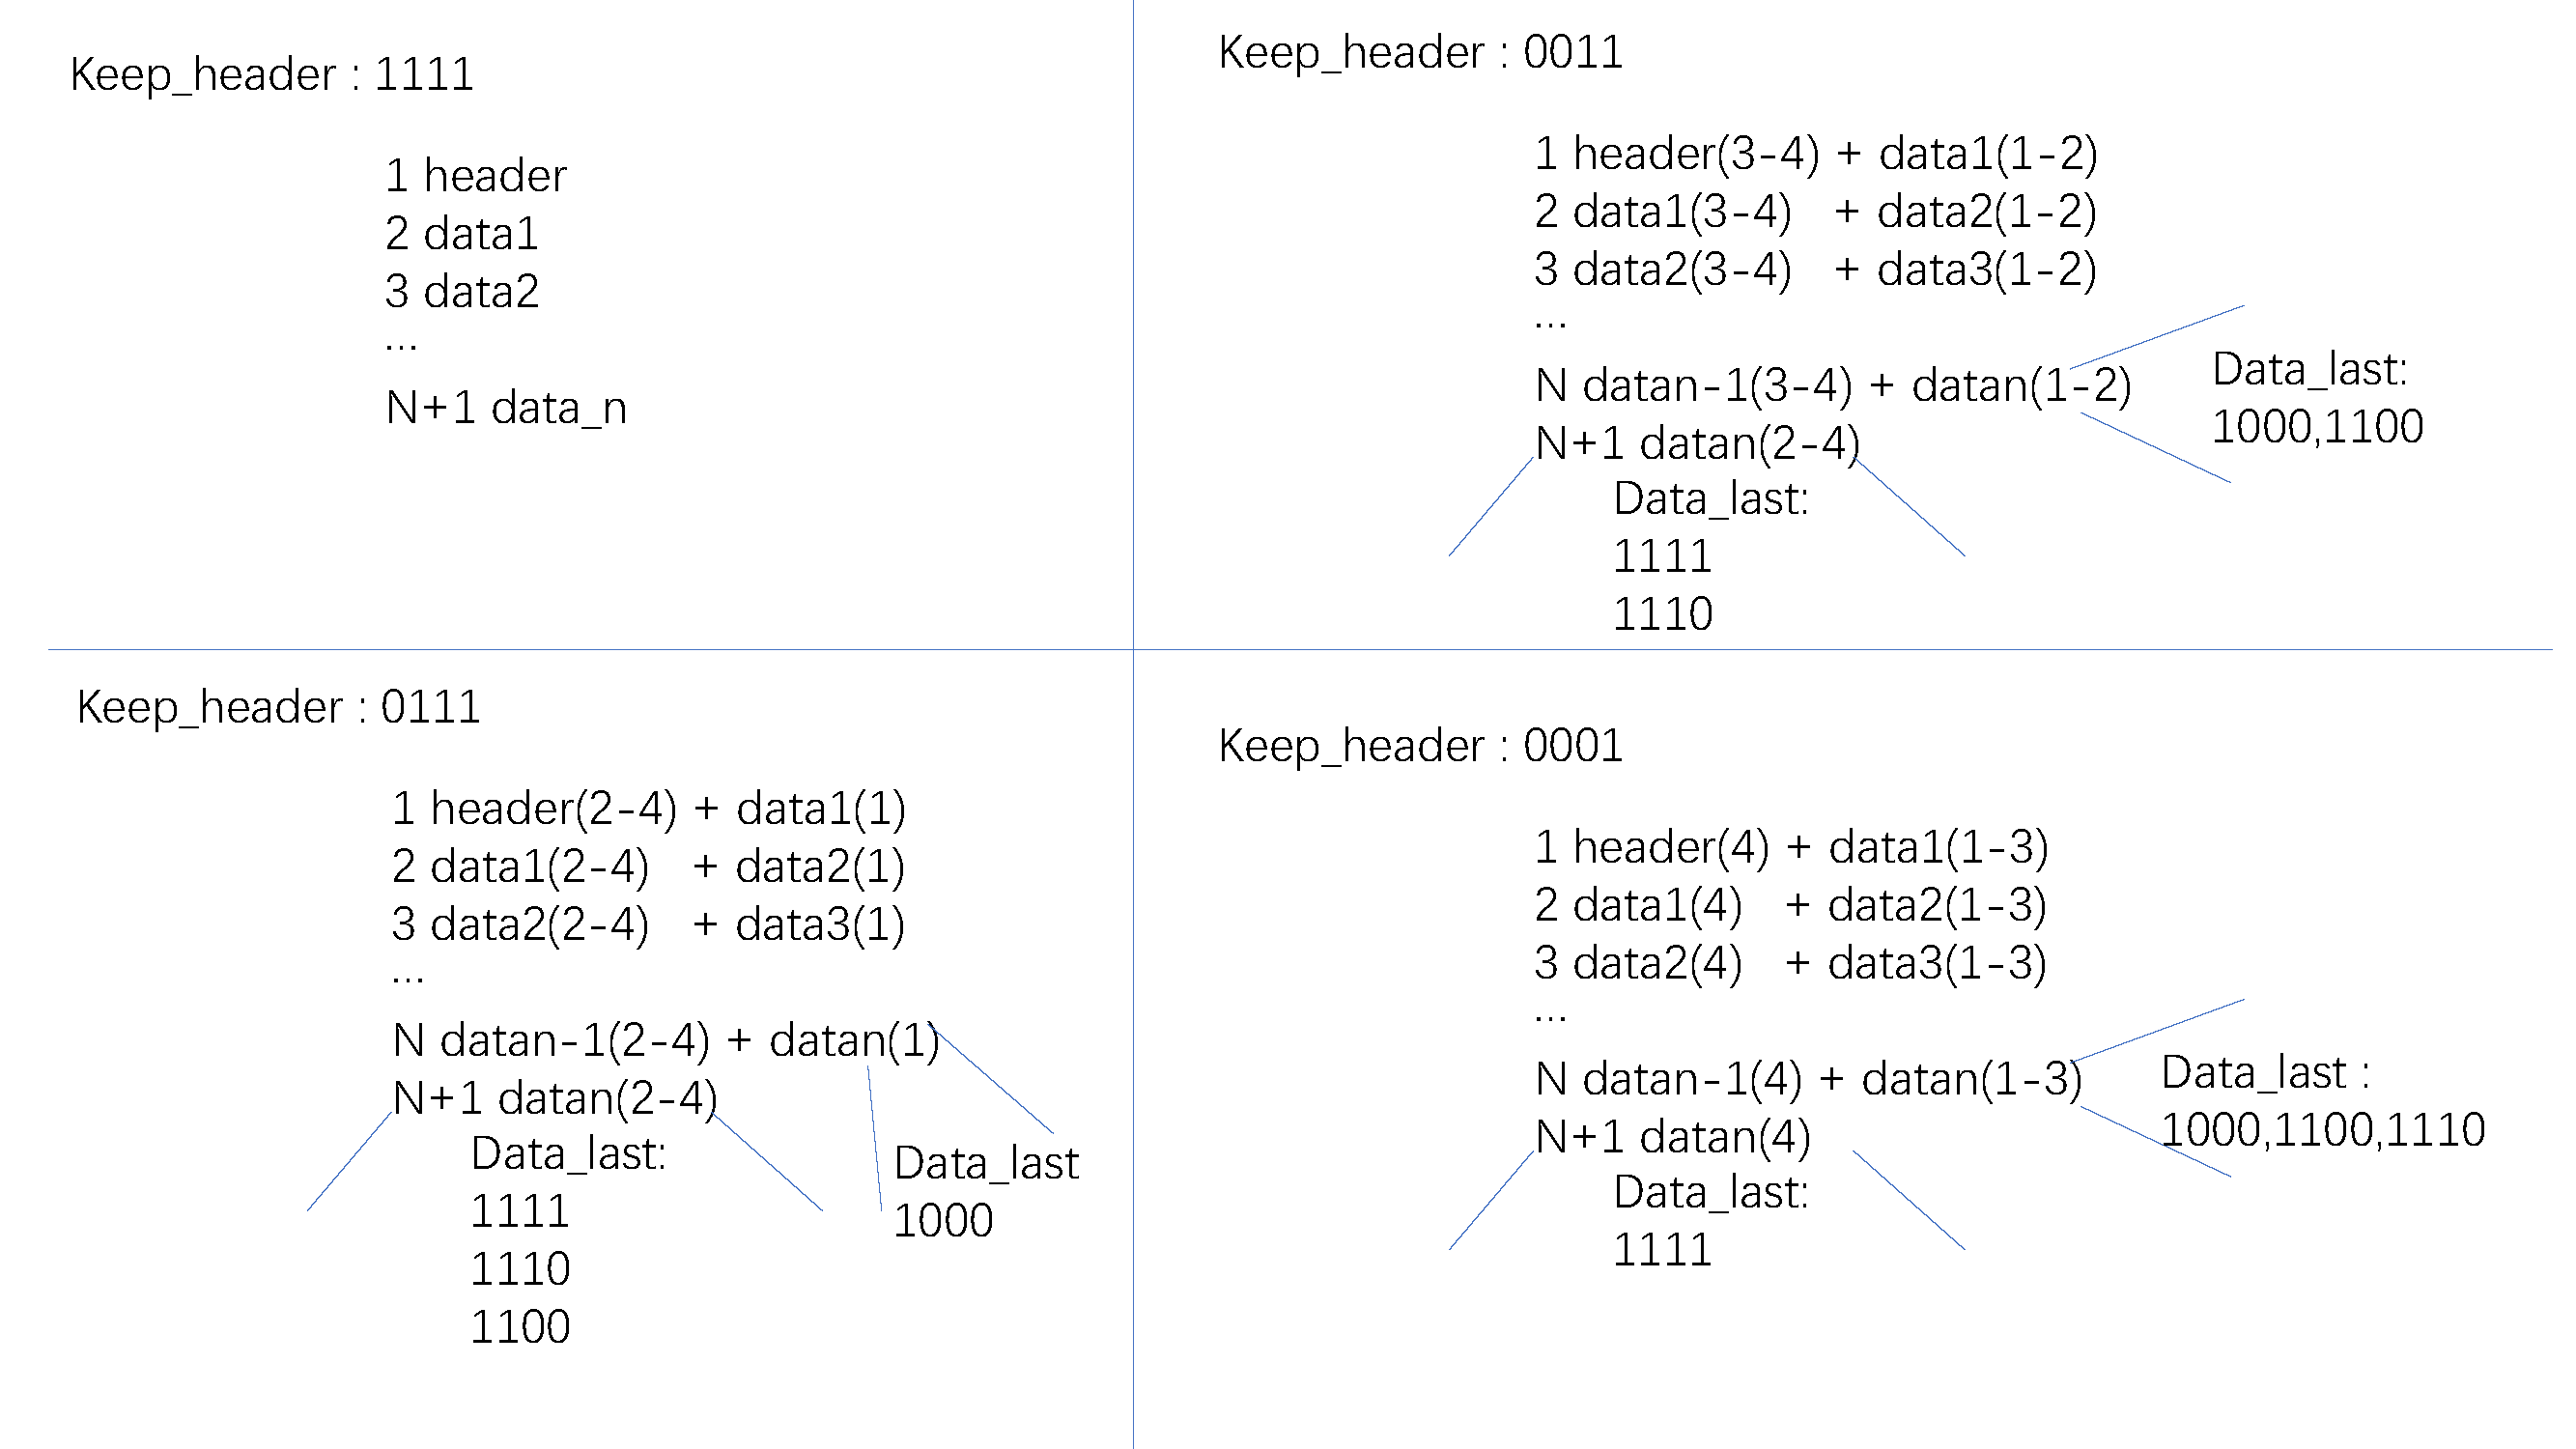 Keep_header : 1111
1 header
2 data1
3 data2
...
N+1 data_n
Keep_header : 0011
1 header(3-4) + data1(1-2)
2 data1(3-4) + data2(1-2)
3 data2(3-4) + data3(1-2)
...
N datan-1(3-4) + datan(1-2)
N+1 datan(2-4)
Data_last:
1111
1110
Data_last:
1000,1100
Keep_header : 0111
1 header(2-4) + data1(1)
2 data1(2-4) + data2(1)
3 data2(2-4) + data3(1)
...
N datan-1(2-4) + datan(1)
N+1 datan(2-4)
Data_last:
1111
1110
1100
Data_last
1000
Keep_header : 0001
1 header(4) + data1(1-3)
2 data1(4) + data2(1-3)
3 data2(4) + data3(1-3)
...
N datan-1(4) + datan(1-3)
N+1 datan(4)
Data_last:
1111
Data_last :
1000,1100,1110